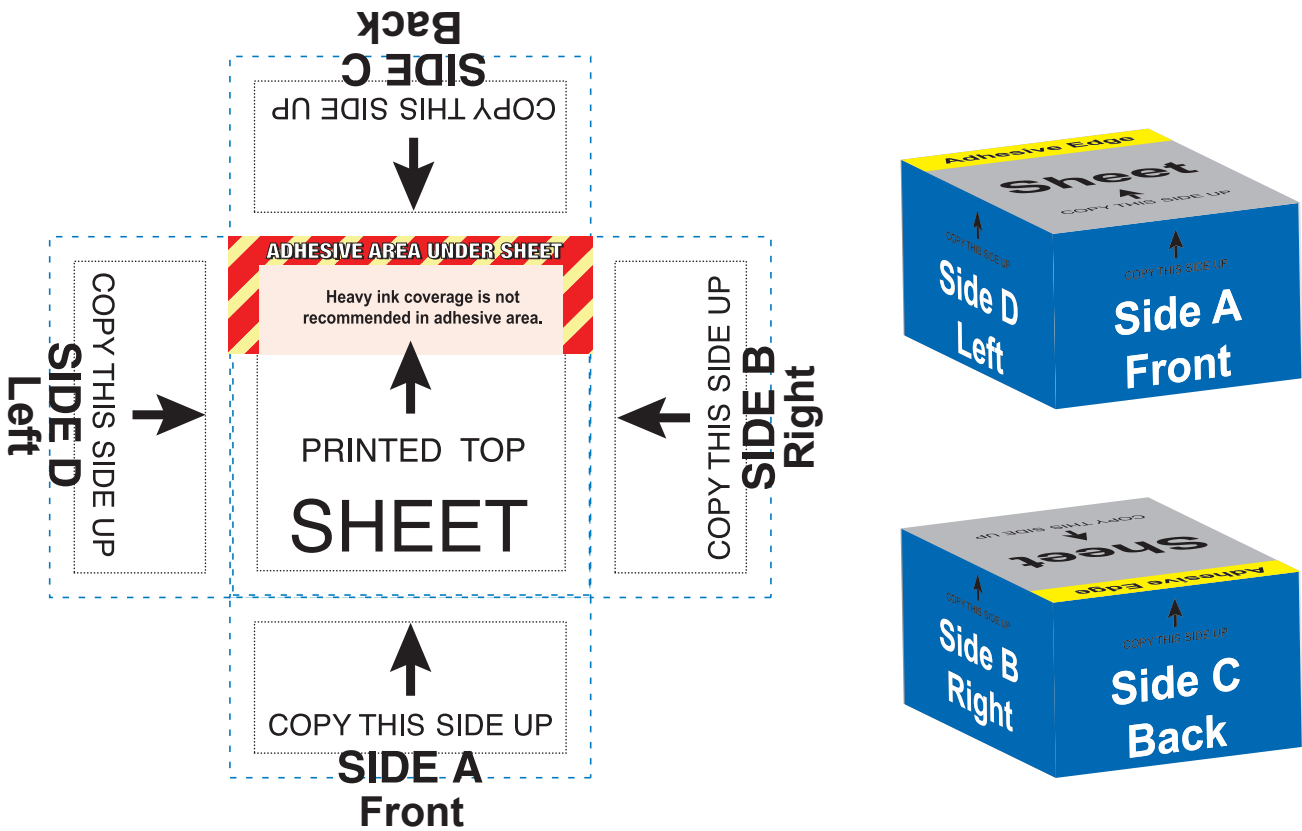 SIDE C
Back
COPY THIS SIDE UP
ADHESIVE AREA UNDER SHEET
Heavy ink coverage is not
recommended in adhesive area.
SIDE D
Left
COPY THIS SIDE UP
PRINTED TOP
SHEET
COPY THIS SIDE UP
SIDE B
Right
COPY THIS SIDE UP
SIDE A
Front
Adhesive Edge
Sheet
COPY THIS SIDE UP
COPY THIS SIDE UP
Side D
Left
COPY THIS SIDE UP
Side A
Front
COPY THIS SIDE UP
Sheet
Adhesive Edge
COPY THIS SIDE UP
Side B
Right
COPY THIS SIDE UP
Side C
Back